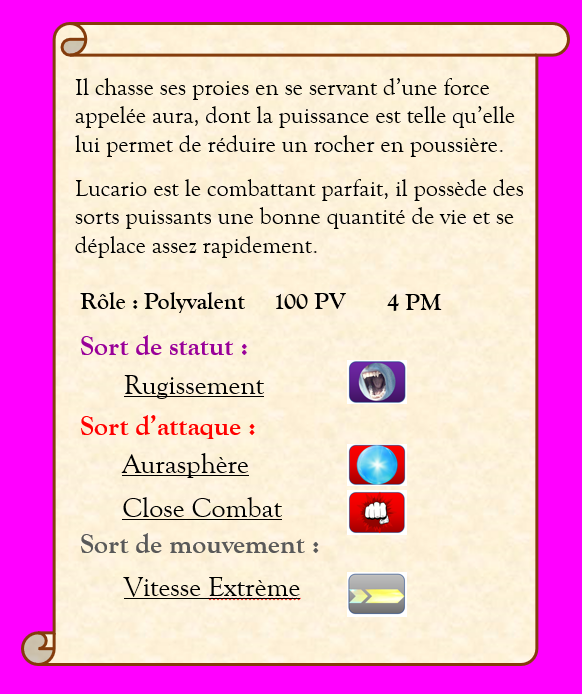 Il chasse ses proies en se servant d'une force
appelée aura, dont la puissance est telle qu'elle
lui permet de réduire un rocher en poussière.
Lucario est le combattant parfait, il possède des
sorts puissants une bonne quantité de vie et se
déplace assez rapidement.
Rôle : Polyvalent 100 PV 4 PM
Sort de statut :
Rugissement
Sort d'attaque :
Aurasphère
Close Combat
Sort de mouvement :
Vitesse Extrème